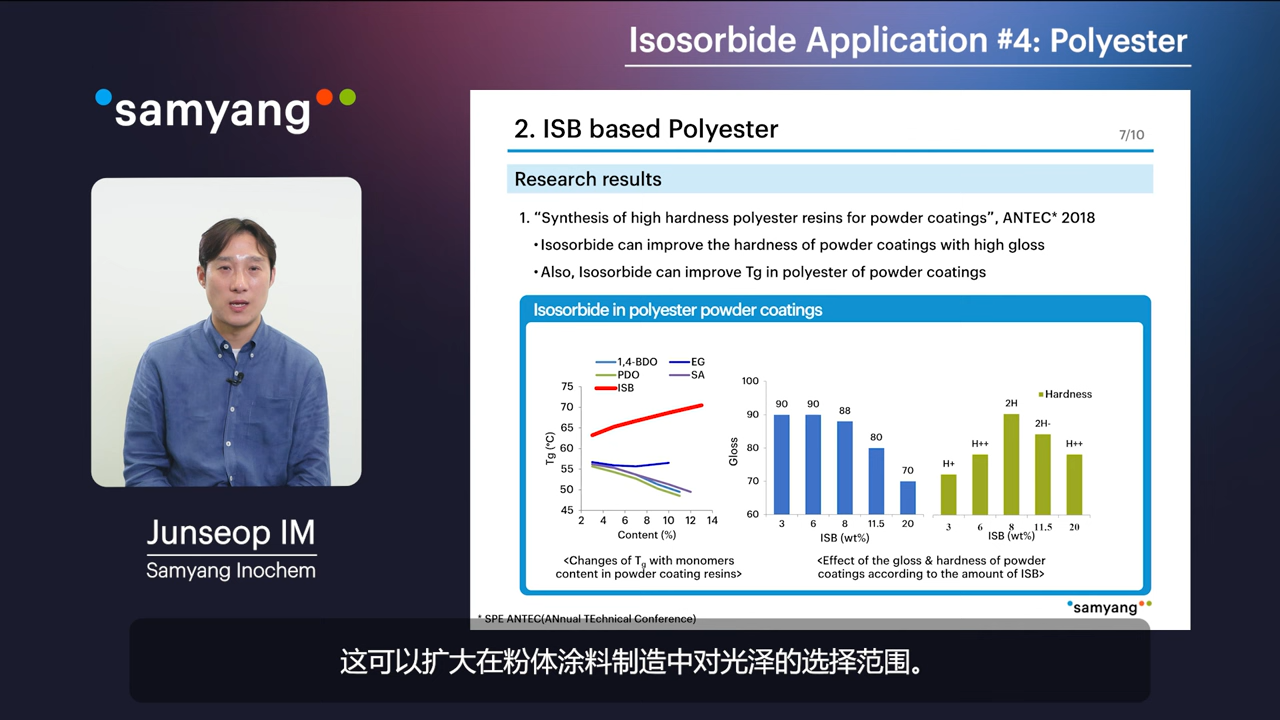 Isosorbide Application #4: Polyester
samyang
2. ISB based Polyester
7/10
Research results
1. “Synthesis of high hardness polyester resins for powder coatings”, ANTEC* 2018
•Isosorbide can improve the hardness of powder coatings with high gloss
•Also, Isosorbide can improve Tg in polyester of powder coatings
Isosorbide in polyester powder coatings
1,4-BDO EG
PDO SA
ISB
75
70
65
60
55
50
45
Tg (°C)
2 4 6 8 10 12 14
Content (%)
<Changes of Tg with monomers
content in powder coating resins>
100
90
80
70
60
Gloss
90 90 88 80 70
3 6 8 11.5 20
ISB (wt%)
Hardness
H+ H++ 2H 2H- H++
3 6 8 11.5 20
ISB (wt%)
<Effect of the gloss & hardness of powder
coatings according to the amount of ISB>
samyang
* SPE ANTEC(ANnual TEchnical Conference)
Junseop IM
Samyang Inochem
这可以扩大在粉体涂料制造中对光泽的选择范围。